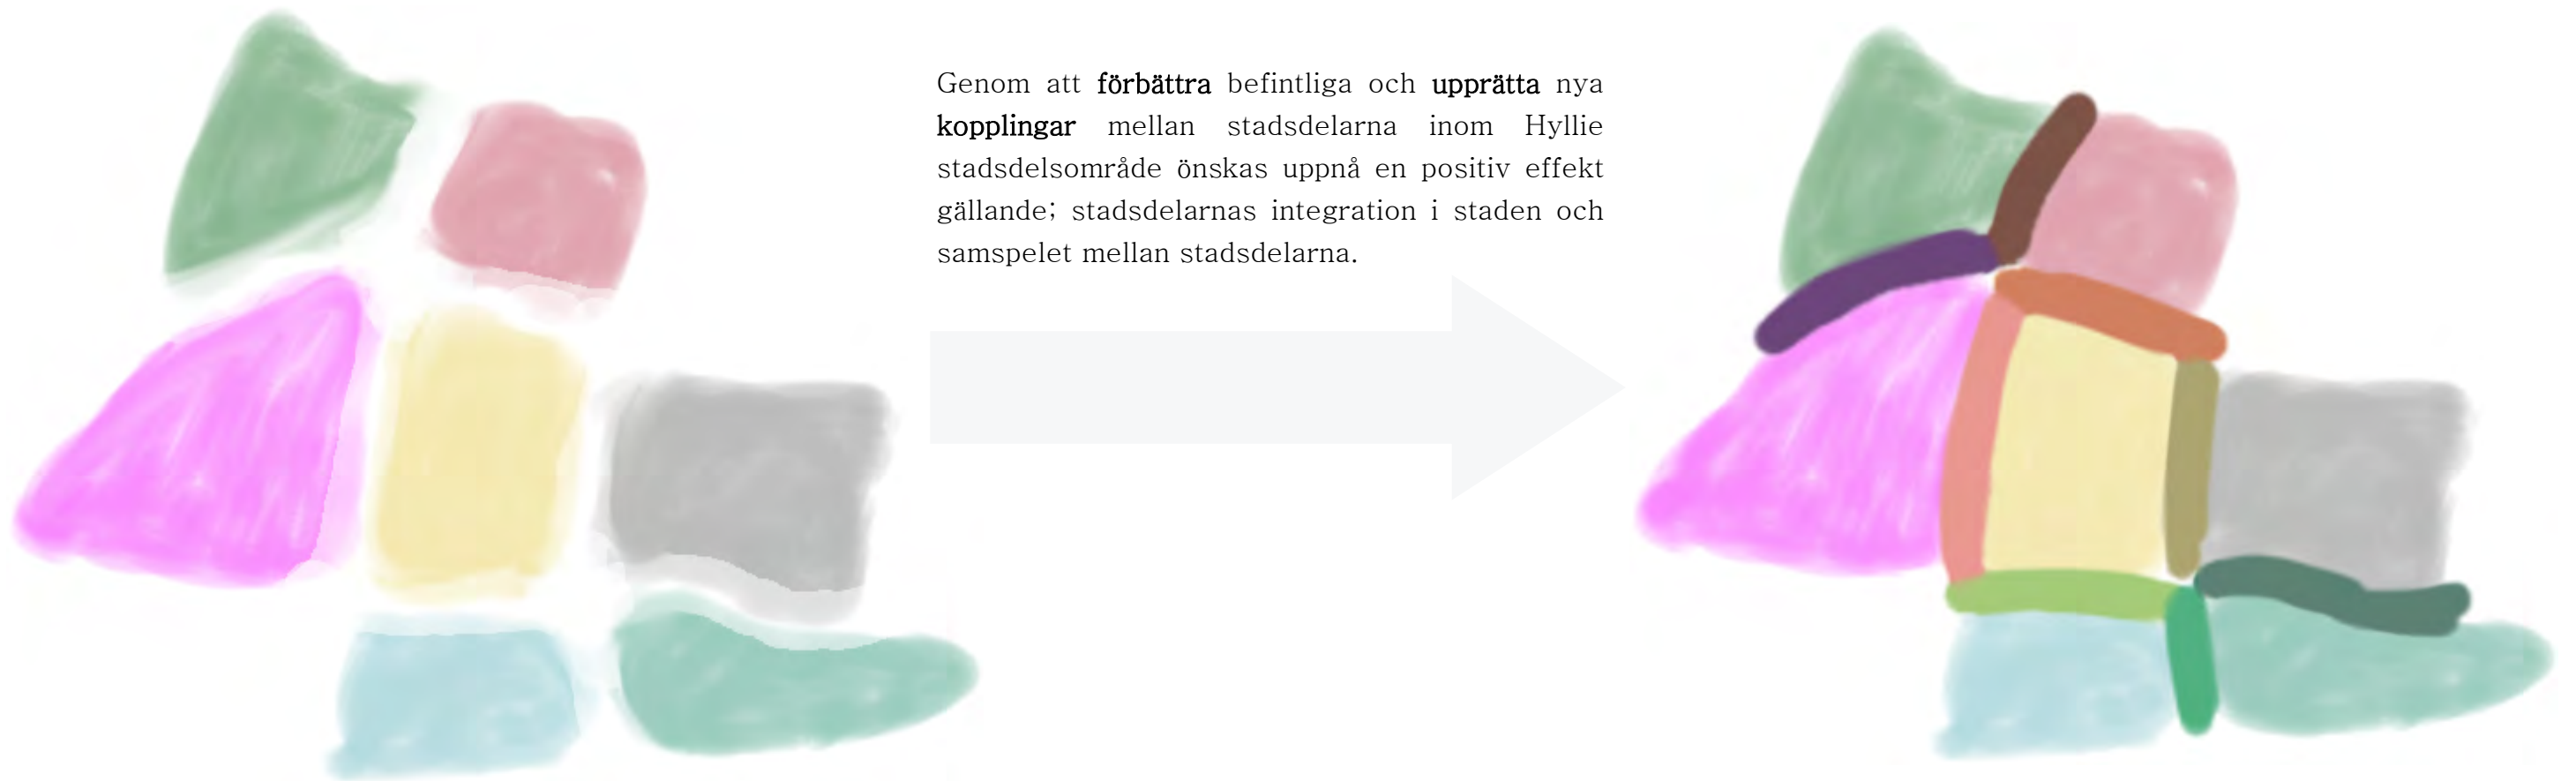 Genom att förbättra befintliga och upprätta nya
kopplingar mellan stadsdelarna inom Hyllie
stadsdelsområde önskas uppnå en positiv effekt
gällande; stadsdelarnas integration i staden och
samspelet mellan stadsdelarna.